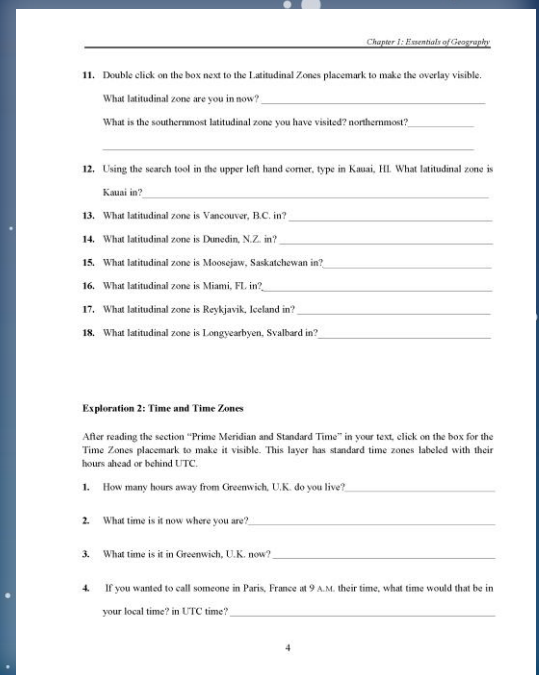 Chapter 1: Essentials of Geography
11. Double click on the box next to the Latitudinal Zones placemark to make the overlay visible.
What latitudinal zone are you in now?
What is the southernmost latitudinal zone you have visited? northernmost?
12. Using the search tool in the upper left hand corner, type in Kauai, HI. What latitudinal zone is
Kauai in?
13. What latitudinal zone is Vancouver, B.C. in?
14. What latitudinal zone is Dunedin, N.Z. in?
15. What latitudinal zone is Moosejaw, Saskatchewan in?
16. What latitudinal zone is Miami, FL in?
17. What latitudinal zone is Reykjavik, Iceland in?
18. What latitudinal zone is Longyearbyen, Svalbard in?
Exploration 2: Time and Time Zones
After reading the section "Prime Meridian and Standard Time" in your text, click on the box for the
Time Zones placemark to make it visible. This layer has standard time zones labeled with their
hours ahead or behind UTC.
1. How many hours away from Greenwich, U.K. do you live?
2. What time is it now where you are?
3. What time is it in Greenwich, U.K. now?
4. If you wanted to call someone in Paris, France at 9 A.M. their time, what time would that be in
your local time? in UTC time?
4